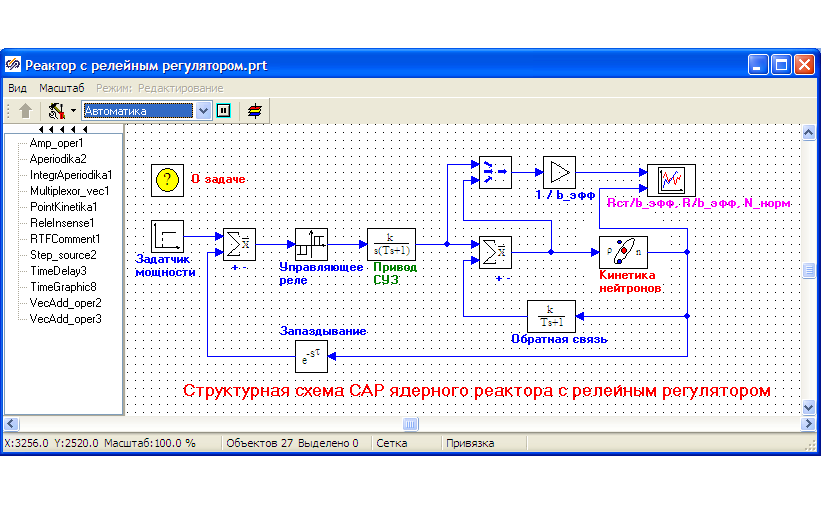 Реактор с релейным регулятором.prt
Вид Масштаб Режим: Редактирование
Автоматика
Amp_oper1
Aperiodika2
IntegrAperiodika1
Multiplexor_vec1
PointKinetika1
ReleInsense1
RTFComment1
Step_source2
TimeDelay3
TimeGraphic8
VecAdd_oper2
VecAdd_oper3
?
О задаче
1 / b_эфф
Rст/b_эфф, R/b_эфф, N_норм
Задатчик
мощности
Σx
+ -
Управляющее
реле
k
s(Ts+1)
Привод
СУЗ
Σx
+ -
ρ n
Кинетика
нейтронов
k
Ts+1
Обратная связь
Запаздывание
e-sτ
Структурная схема САР ядерного реактора с релейным регулятором
X:3256.0 Y:2520.0 Масштаб:100.0 % Объектов 27 Выделено 0 Сетка Привязка